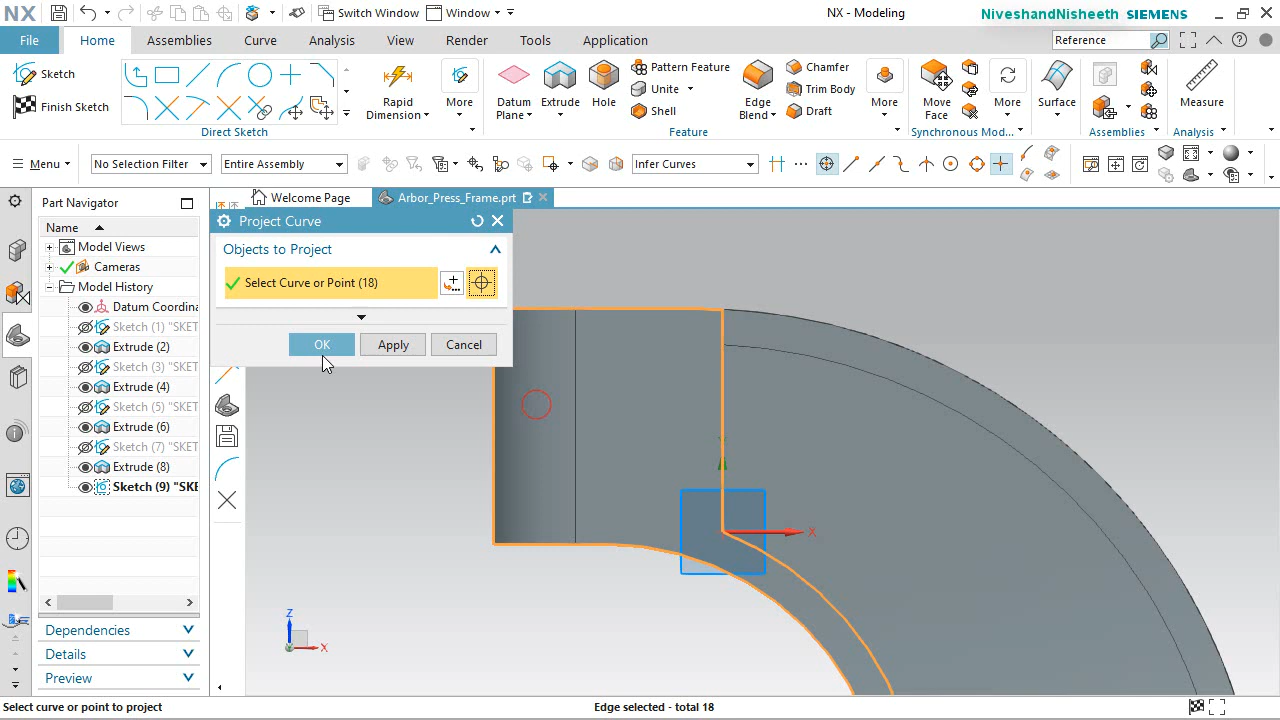 NX Switch Window Window NX - Modeling NiveshandNisheeth SIEMENS
File Home Assemblies Curve Analysis View Render Tools Application Reference
Sketch
Finish Sketch
Direct Sketch
Rapid Dimension
More
Datum Plane
Extrude
Hole
Pattern Feature
Unite
Shell
Edge Blend
Chamfer
Trim Body
Draft
More
Feature
Move Face
More
Synchronous Mod...
Surface
Assemblies
Measure
Analysis
Menu No Selection Filter Entire Assembly Infer Curves
Part Navigator
Welcome Page Arbor_Press_Frame.prt
Name
Model Views
Cameras
Model History
Datum Coordina
Sketch (1) "SKET
Extrude (2)
Sketch (3) "SKET
Extrude (4)
Sketch (5) "SKET
Extrude (6)
Sketch (7) "SKET
Extrude (8)
Sketch (9) "SKE
Dependencies
Details
Preview
Project Curve
Objects to Project
Select Curve or Point (18)
OK Apply Cancel
Y
X
Z
X
Select curve or point to project Edge selected - total 18